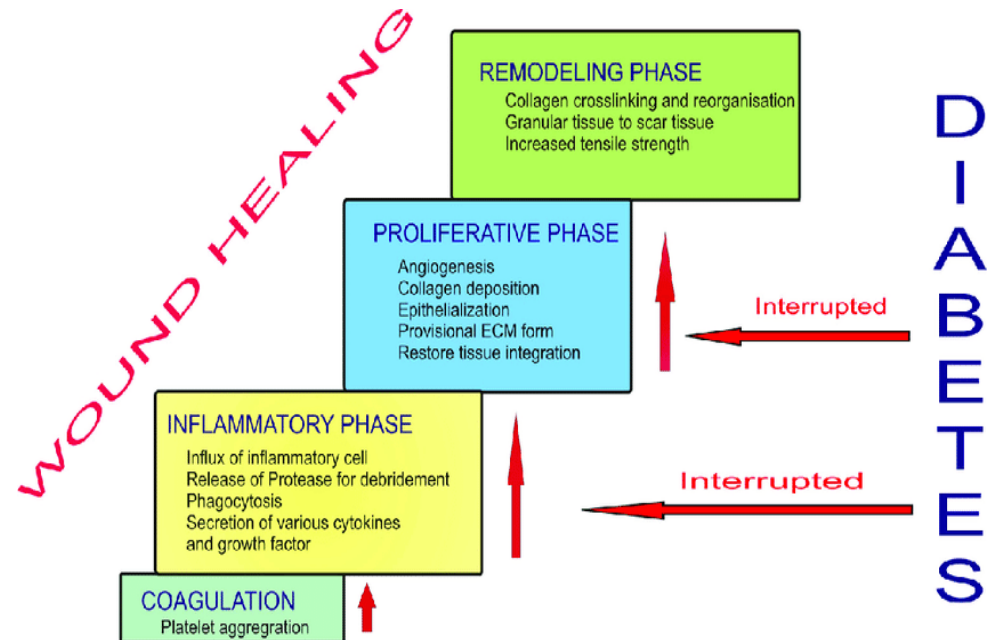 WOUND HEALING
REMODELING PHASE
Collagen crosslinking and reorganisation
Granular tissue to scar tissue
Increased tensile strength
PROLIFERATIVE PHASE
Angiogenesis
Collagen deposition
Epithelialization
Provisional ECM form
Restore tissue integration
Interrupted
INFLAMMATORY PHASE
Influx of inflammatory cell
Release of Protease for debridement
Phagocytosis
Secretion of various cytokines
and growth factor
Interrupted
COAGULATION
Platelet aggregration
DIABETES